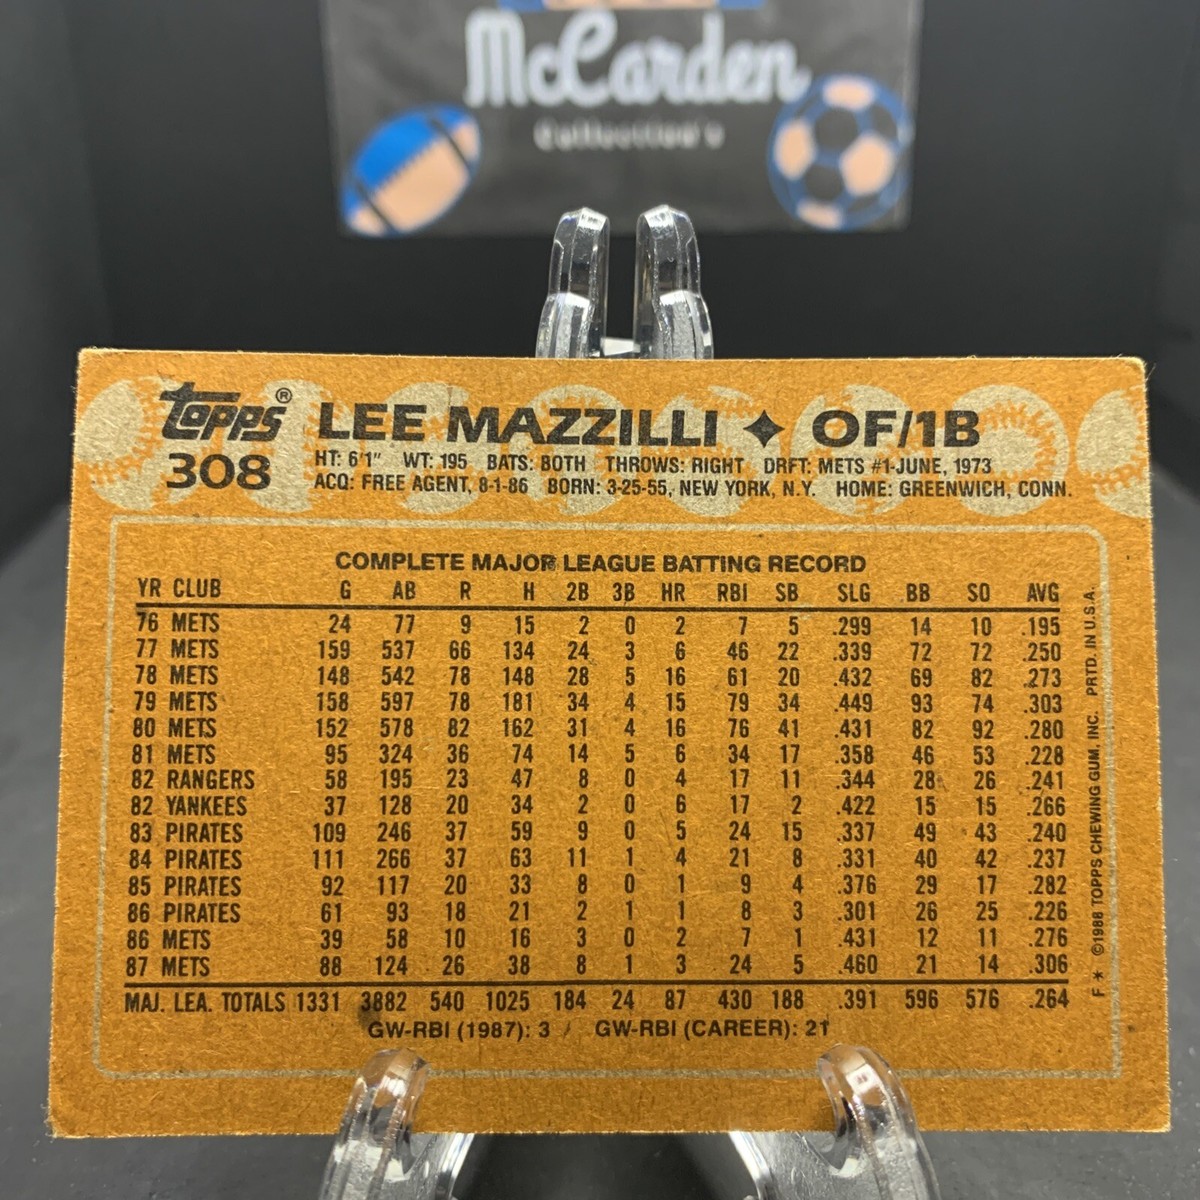 McCarden
Collection's
topps® LEE MAZZILLI ✦ OF/1B
308 HT: 6'1" WT: 195 BATS: BOTH THROWS: RIGHT DRFT: METS #1-JUNE, 1973
ACQ: FREE AGENT, 8-1-86 BORN: 3-25-55, NEW YORK, N.Y. HOME: GREENWICH, CONN.
COMPLETE MAJOR LEAGUE BATTING RECORD
YR CLUB G AB R H 2B 3B HR RBI SB SLG BB SO AVG
76 METS 24 77 9 15 2 0 2 7 5 .299 14 10 .195
77 METS 159 537 66 134 24 3 6 46 22 .339 72 72 .250
78 METS 148 542 78 148 28 5 16 61 20 .432 69 82 .273
79 METS 158 597 78 181 34 4 15 79 34 .449 93 74 .303
80 METS 152 578 82 162 31 4 16 76 41 .431 82 92 .280
81 METS 95 324 36 74 14 5 6 34 17 .358 46 53 .228
82 RANGERS 58 195 23 47 8 0 4 17 11 .344 28 26 .241
82 YANKEES 37 128 20 34 2 0 6 17 2 .422 15 15 .266
83 PIRATES 109 246 37 59 9 0 5 24 15 .337 49 43 .240
84 PIRATES 111 266 37 63 11 1 4 21 8 .331 40 42 .237
85 PIRATES 92 117 20 33 8 0 1 9 4 .376 29 17 .282
86 PIRATES 61 93 18 21 2 1 1 8 3 .301 26 25 .226
86 METS 39 58 10 16 3 0 2 7 1 .431 12 11 .276
87 METS 88 124 26 38 8 1 3 24 5 .460 21 14 .306
MAJ. LEA. TOTALS 1331 3882 540 1025 184 24 87 430 188 .391 596 576 .264
GW-RBI (1987): 3 GW-RBI (CAREER): 21
F * ©1988 TOPPS CHEWING GUM, INC. PRTD. IN U.S.A.